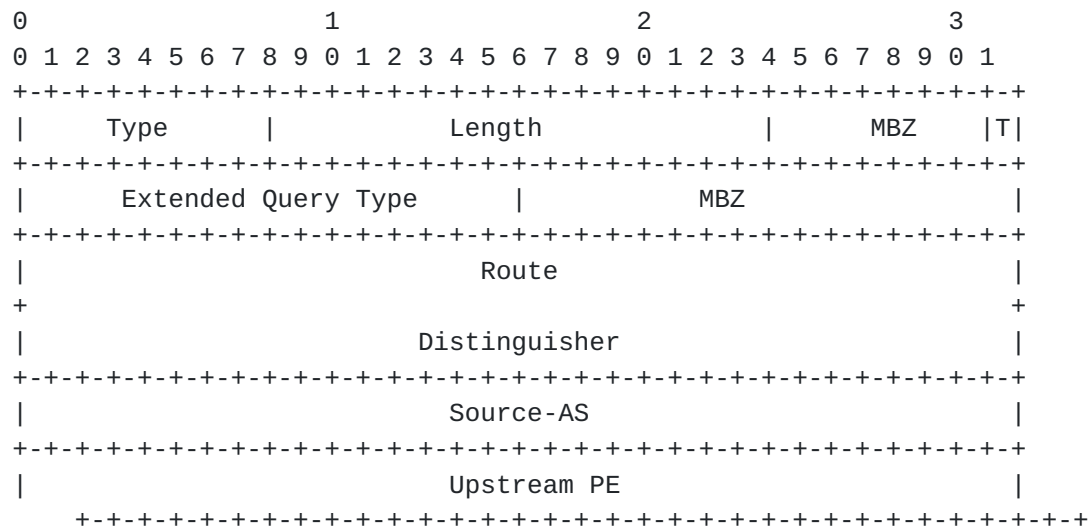 0                   1                   2                   3
0 1 2 3 4 5 6 7 8 9 0 1 2 3 4 5 6 7 8 9 0 1 2 3 4 5 6 7 8 9 0 1
+-+-+-+-+-+-+-+-+-+-+-+-+-+-+-+-+-+-+-+-+-+-+-+-+-+-+-+-+-+-+-+-+
|     Type      |           Length              |      MBZ    |T|
+-+-+-+-+-+-+-+-+-+-+-+-+-+-+-+-+-+-+-+-+-+-+-+-+-+-+-+-+-+-+-+-+
|      Extended Query Type      |           MBZ                 |
+-+-+-+-+-+-+-+-+-+-+-+-+-+-+-+-+-+-+-+-+-+-+-+-+-+-+-+-+-+-+-+-+
|                             Route                             |
+                                                               +
|                         Distinguisher                         |
+-+-+-+-+-+-+-+-+-+-+-+-+-+-+-+-+-+-+-+-+-+-+-+-+-+-+-+-+-+-+-+-+
|                           Source-AS                           |
+-+-+-+-+-+-+-+-+-+-+-+-+-+-+-+-+-+-+-+-+-+-+-+-+-+-+-+-+-+-+-+-+
|                           Upstream PE                         |
    +-+-+-+-+-+-+-+-+-+-+-+-+-+-+-+-+-+-+-+-+-+-+-+-+-+-+-+-+-+-+-+-+